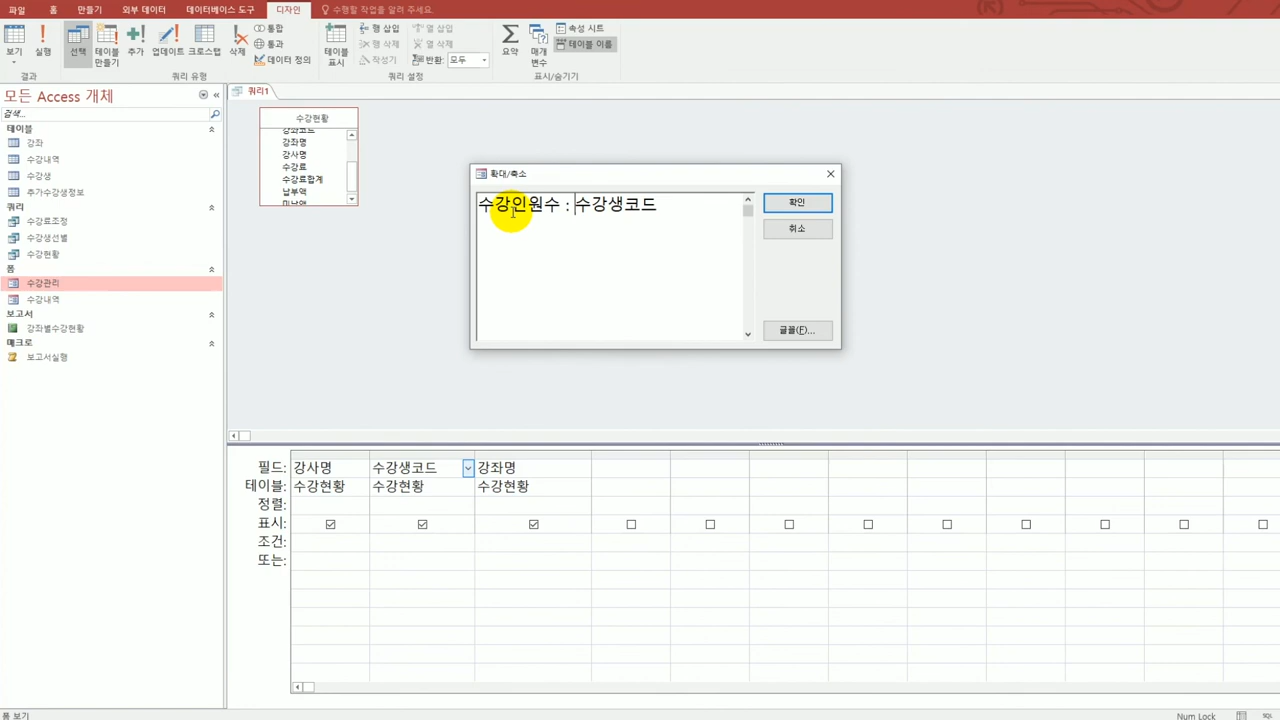 파일 홈 만들기 외부 데이터 데이터베이스 도구 디자인 수행할 작업을 알려 주세요.
보기 실행 선택 테이블 만들기 추가 업데이트 크로스탭 삭제 통합 통과 데이터 정의 테이블 표시 행 삽입 행 삭제 작성기 열 삽입 열 삭제 반환: 모두 요약 매개 변수 속성 시트 테이블 이름
결과 쿼리 유형 쿼리 설정 표시/숨기기
모든 Access 개체 «
검색...
테이블
강좌
수강내역
수강생
추가수강생정보
쿼리
수강료조정
수강생선별
수강현황
폼
수강관리
수강내역
보고서
강좌별수강현황
매크로
보고서실행
쿼리1
수강현황
강좌코드
강좌명
강사명
수강료
수강료합계
납부액
미납액
확대/축소
수강인원수 : 수강생코드
확인
취소
글꼴(F)...
필드: 강사명 수강생코드 강좌명
테이블: 수강현황 수강현황 수강현황
정렬:
표시:
조건:
또는:
폼 보기 Num Lock SQL